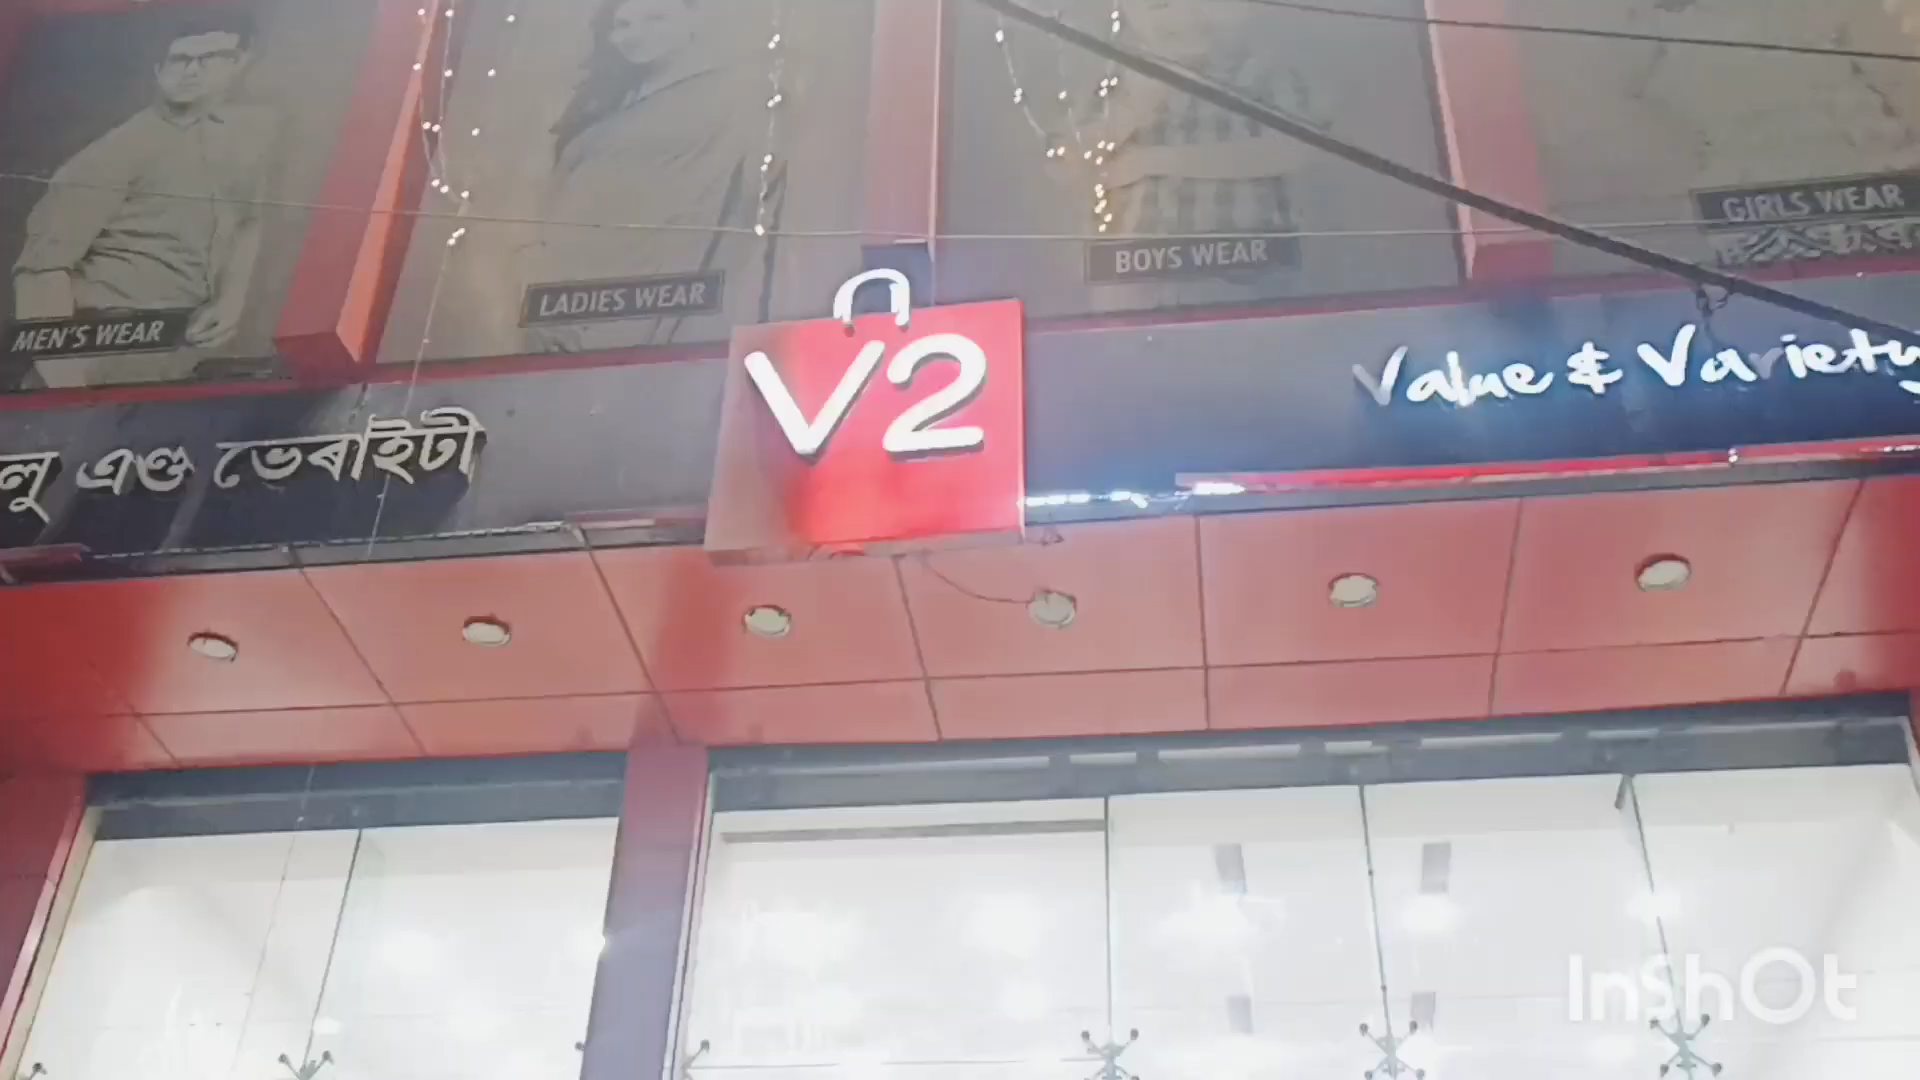 MEN'S WEAR
LADIES WEAR
BOYS WEAR
GIRLS WEAR
V2
Value & Variety
লু এণ্ড ভেৰাইটী
InShOt